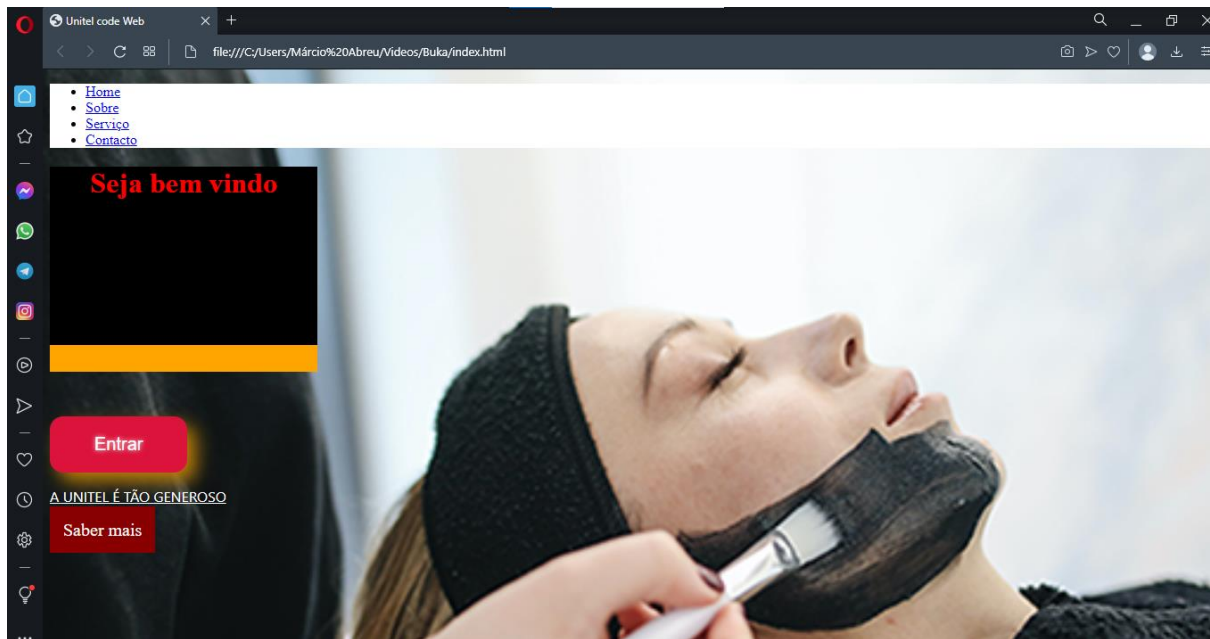 Unitel code Web
file:///C:/Users/Márcio%20Abreu/Videos/Buka/index.html
Home
Sobre
Serviço
Contacto
Seja bem vindo
Entrar
A UNITEL É TÃO GENEROSO
Saber mais